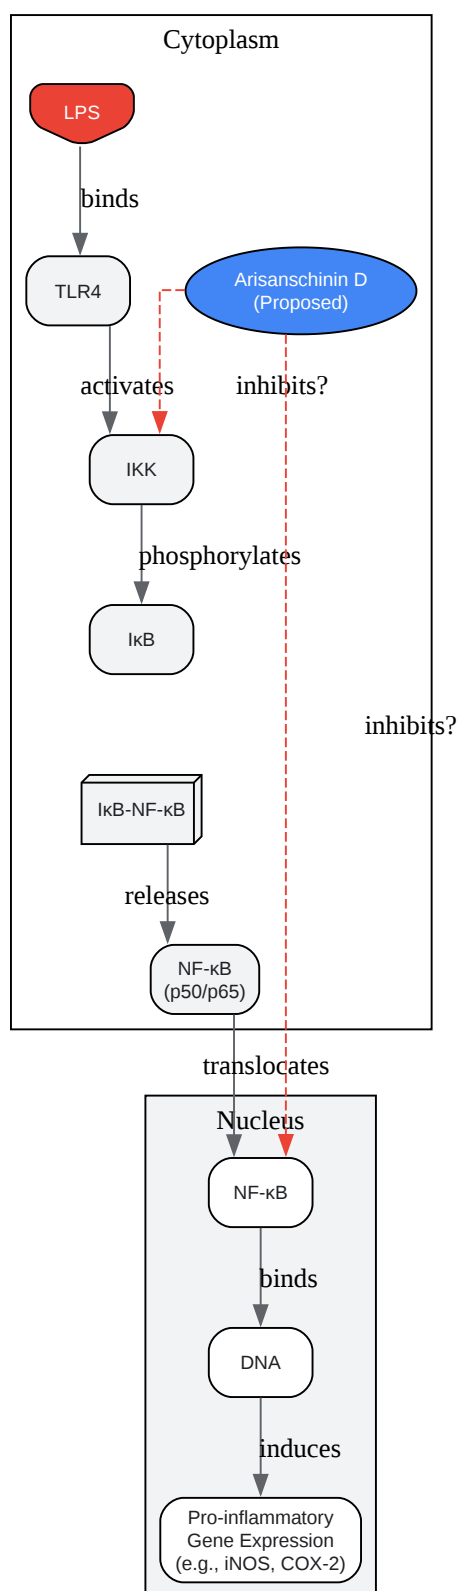 Cytoplasm
LPS
binds
TLR4
Arisanschinin D
(Proposed)
activates
inhibits?
IKK
phosphorylates
IκB
inhibits?
IκB-NF-κB
releases
NF-κB
(p50/p65)
translocates
Nucleus
NF-κB
binds
DNA
induces
Pro-inflammatory
Gene Expression
(e.g., iNOS, COX-2)